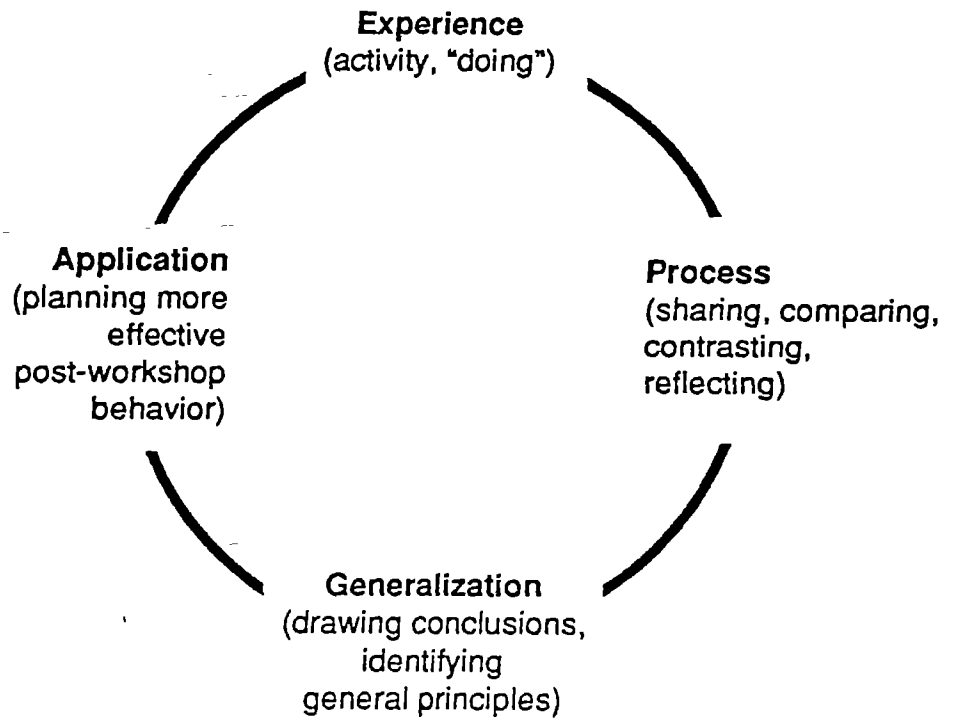 Experience
(activity, "doing")
Process
(sharing, comparing,
contrasting,
reflecting)
Generalization
(drawing conclusions,
identifying
general principles)
Application
(planning more
effective
post-workshop
behavior)